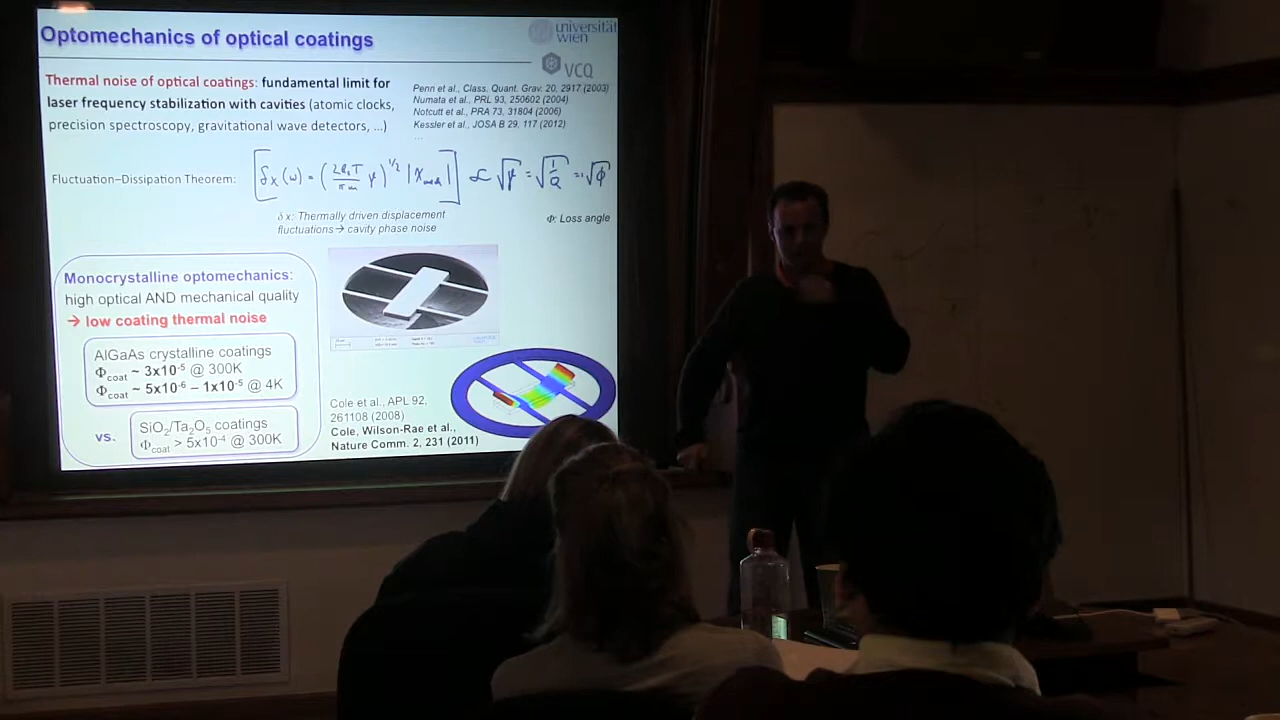 Optomechanics of optical coatings
universität
wien
VCQ
Thermal noise of optical coatings: fundamental limit for
laser frequency stabilization with cavities (atomic clocks,
precision spectroscopy, gravitational wave detectors, ...)
Penn et al., Class. Quant. Grav. 20, 2917 (2003)
Numata et al., PRL 93, 250602 (2004)
Notcutt et al., PRA 73, 31804 (2006)
Kessler et al., JOSA B 29, 117 (2012)
...
Fluctuation–Dissipation Theorem:
δx: Thermally driven displacement
fluctuations → cavity phase noise
Φ: Loss angle
Monocrystalline optomechanics:
high optical AND mechanical quality
→ low coating thermal noise
AlGaAs crystalline coatings
Φcoat ~ 3x10⁻⁵ @ 300K
Φcoat ~ 5x10⁻⁶ – 1x10⁻⁵ @ 4K
vs.
SiO₂/Ta₂O₅ coatings
Φcoat > 5x10⁻⁴ @ 300K
Cole et al., APL 92,
261108 (2008)
Cole, Wilson-Rae et al.,
Nature Comm. 2, 231 (2011)